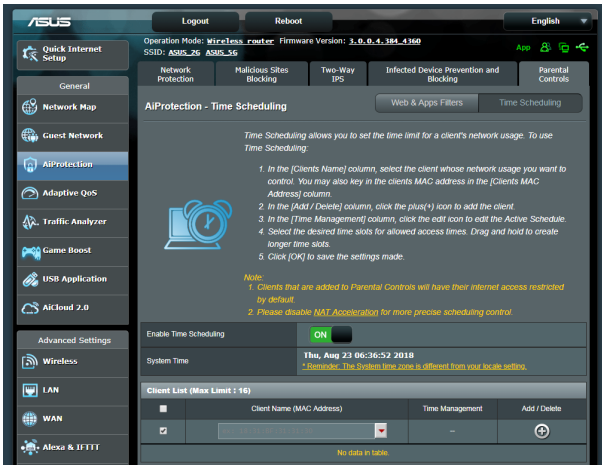 ASUS
Logout
Reboot
English
Operation Mode: Wireless router Firmware Version: 3.0.0.4.384_4360
SSID: ASUS_2G ASUS_5G
App
Quick Internet
Setup
General
Network Map
Guest Network
AiProtection
Adaptive QoS
Traffic Analyzer
Game Boost
USB Application
AiCloud 2.0
Advanced Settings
Wireless
LAN
WAN
Alexa & IFTTT
Network
Protection
Malicious Sites
Blocking
Two-Way
IPS
Infected Device Prevention and
Blocking
Parental
Controls
AiProtection - Time Scheduling
Web & Apps Filters
Time Scheduling
Time Scheduling allows you to set the time limit for a client's network usage. To use
Time Scheduling:
1. In the [Clients Name] column, select the client whose network usage you want to
control. You may also key in the clients MAC address in the [Clients MAC
Address] column.
2. In the [Add / Delete] column, click the plus(+) icon to add the client.
3. In the [Time Management] column, click the edit icon to edit the Active Schedule.
4. Select the desired time slots for allowed access times. Drag and hold to create
longer time slots.
5. Click [OK] to save the settings made.
Note:
1. Clients that are added to Parental Controls will have their internet access restricted
by default.
2. Please disable NAT Acceleration for more precise scheduling control.
Enable Time Scheduling
ON
System Time
Thu, Aug 23 06:36:52 2018
* Reminder: The System time zone is different from your locale setting.
Client List (Max Limit : 16)
Client Name (MAC Address)
Time Management
Add / Delete
--
No data in table.